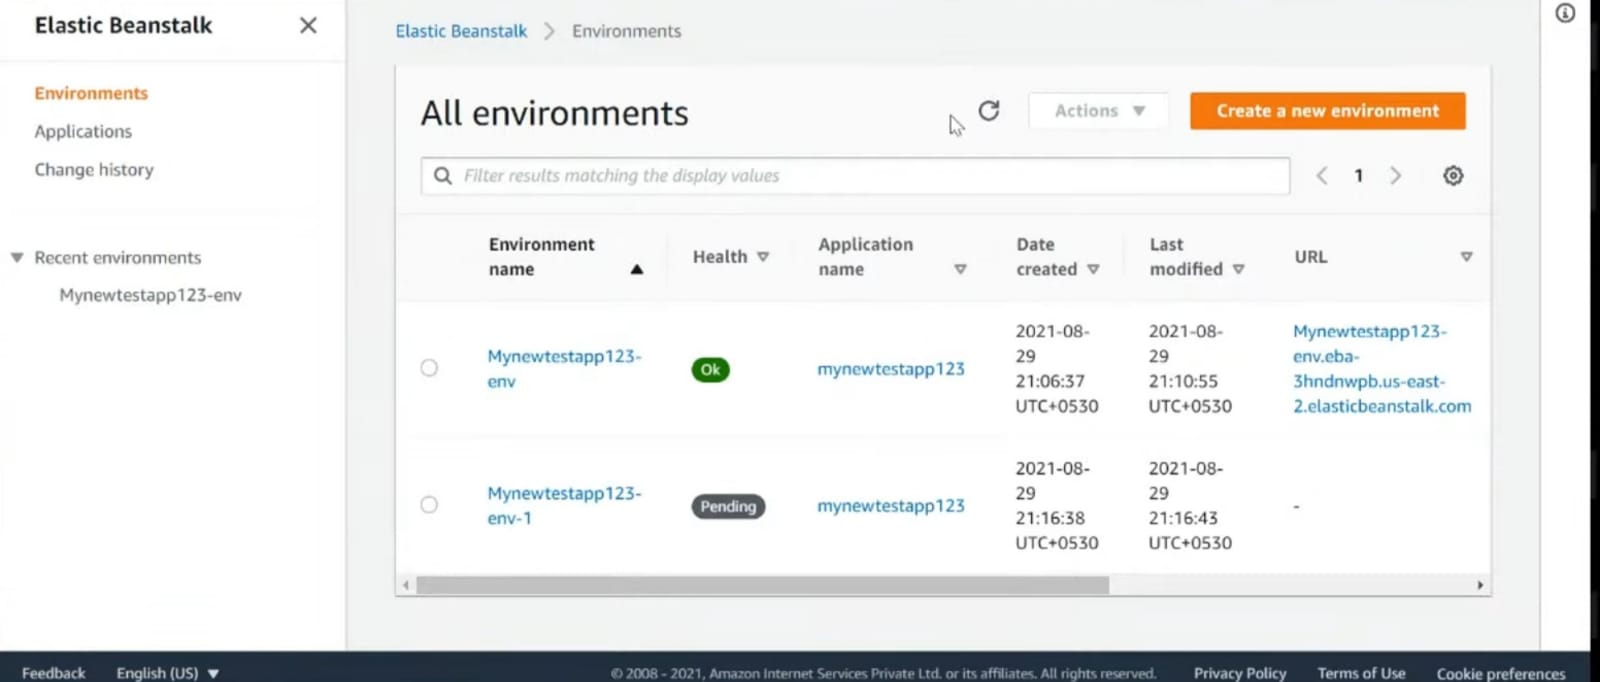 Elastic Beanstalk
Environments
Applications
Change history
Recent environments
Mynewtestapp123-env
Elastic Beanstalk
Environments
All environments
Actions
Create a new environment
Filter results matching the display values
1
Environment
name
Health
Application
name
Date
created
Last
modified
URL
Mynewtestapp123-
env
Ok
mynewtestapp123
2021-08-
29
21:06:37
UTC+0530
2021-08-
29
21:10:55
UTC+0530
Mynewtestapp123-
env.eba-
3hndnwpb.us-east-
2.elasticbeanstalk.com
Mynewtestapp123-
env-1
Pending
mynewtestapp123
2021-08-
29
21:16:38
UTC+0530
2021-08-
29
21:16:43
UTC+0530
-
Feedback
English (US)
© 2008 - 2021, Amazon Internet Services Private Ltd. or its affiliates. All rights reserved.
Privacy Policy
Terms of Use
Cookie preferences